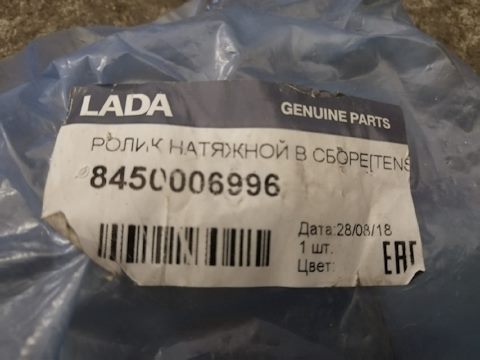 LADA GENUINE PARTS
РОЛИК НАТЯЖНОЙ В СБОРЕ[TENS
8450006996
Дата:28/08/18
1 шт.
Цвет:
EAC